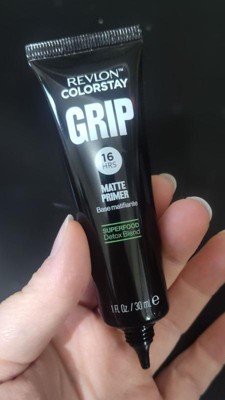 REVLON™
COLORSTAY
GRIP
16
HRS
MATTE
PRIMER
Base matifiante
SUPERFOOD
Detox Blend
1 fl. Oz. / 30 mL e